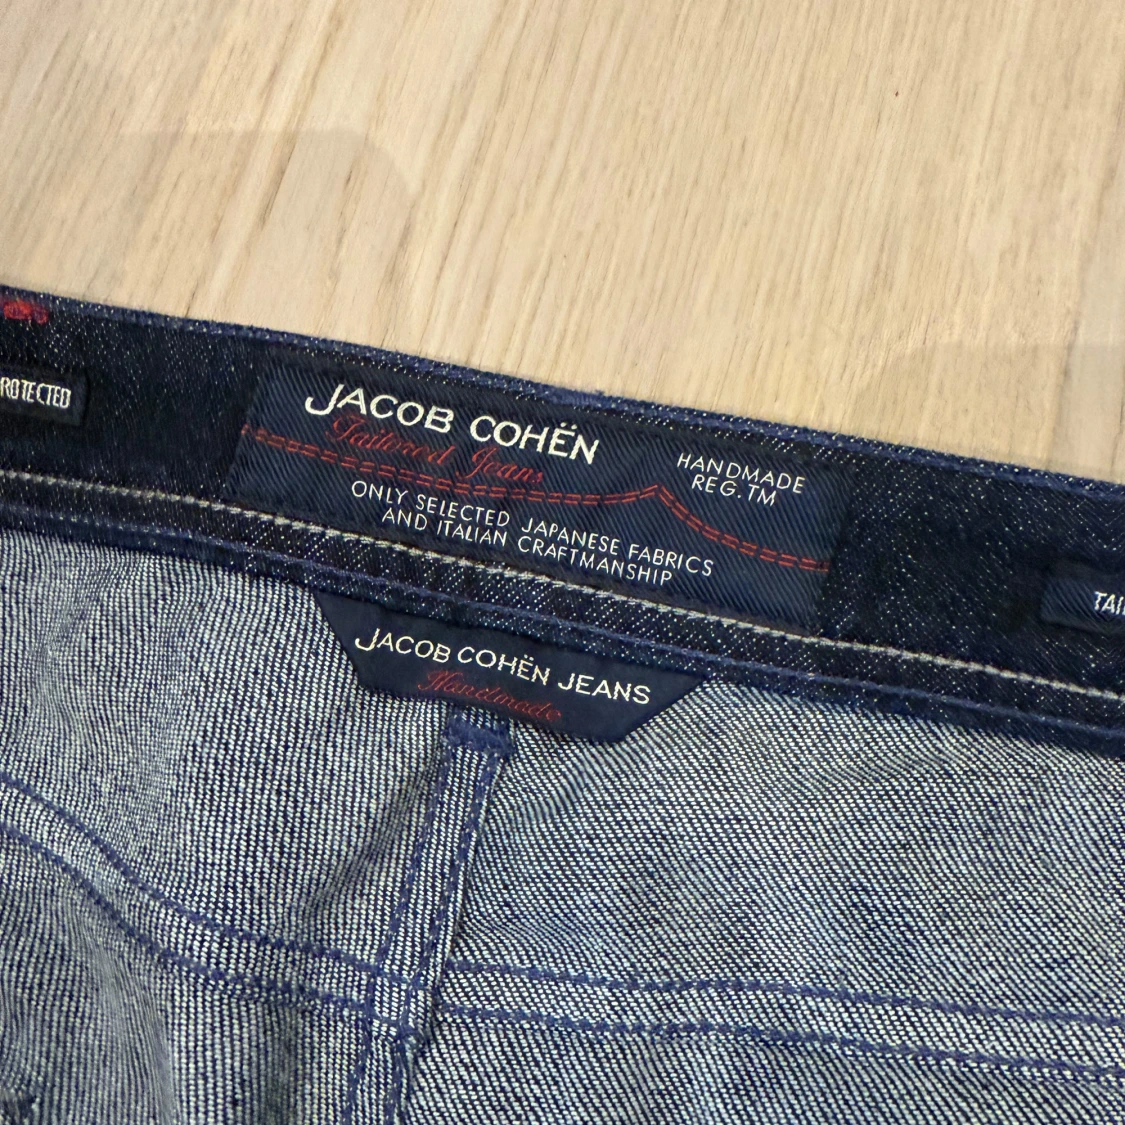 ROTECTED
JACOB COHËN
Tailored Jeans
HANDMADE
REG.TM
ONLY SELECTED JAPANESE FABRICS
AND ITALIAN CRAFTMANSHIP
TAI
JACOB COHËN JEANS
Handmade